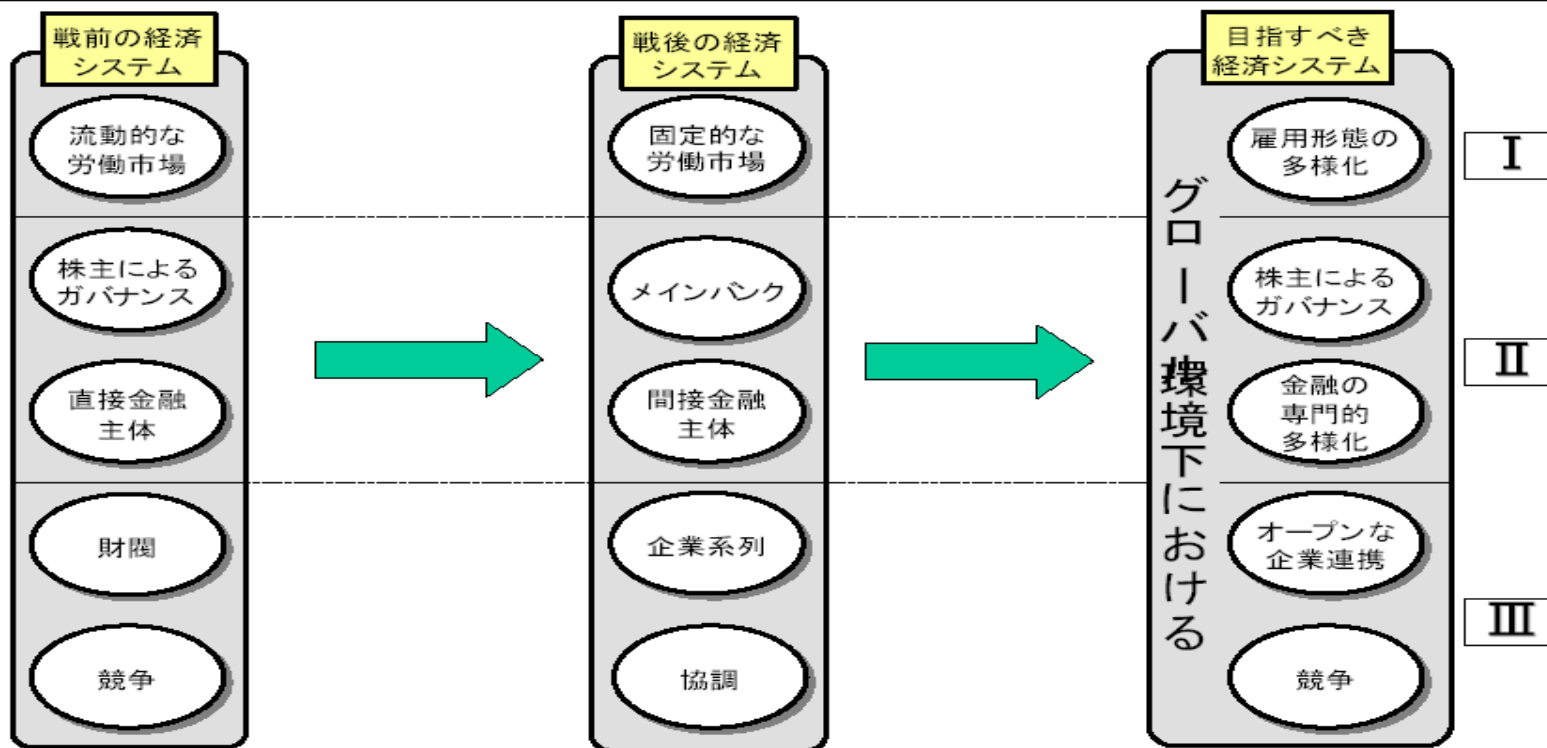 戦前の経済
システム
流動的な
労働市場
株主による
ガバナンス
直接金融
主体
財閥
競争
戦後の経済
システム
固定的な
労働市場
メインバンク
間接金融
主体
企業系列
協調
目指すべき
経済システム
グローバル環境下における
雇用形態の
多様化
株主による
ガバナンス
金融の
専門的
多様化
オープンな
企業連携
競争
Ⅰ
Ⅱ
Ⅲ